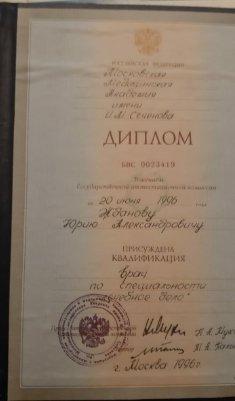 РОССИЙСКАЯ ФЕДЕРАЦИЯ
Московская
Медицинская
Академия
имени
И.М. Сеченова
ДИПЛОМ
БВС 0023419
Решением
Государственной аттестационной комиссии
от 20 июня 1996 года
Жданову
Юрию Александровичу
ПРИСУЖДЕНА
КВАЛИФИКАЦИЯ
Врач
по специальности
"Лечебное дело"
г. Москва 1996 г.